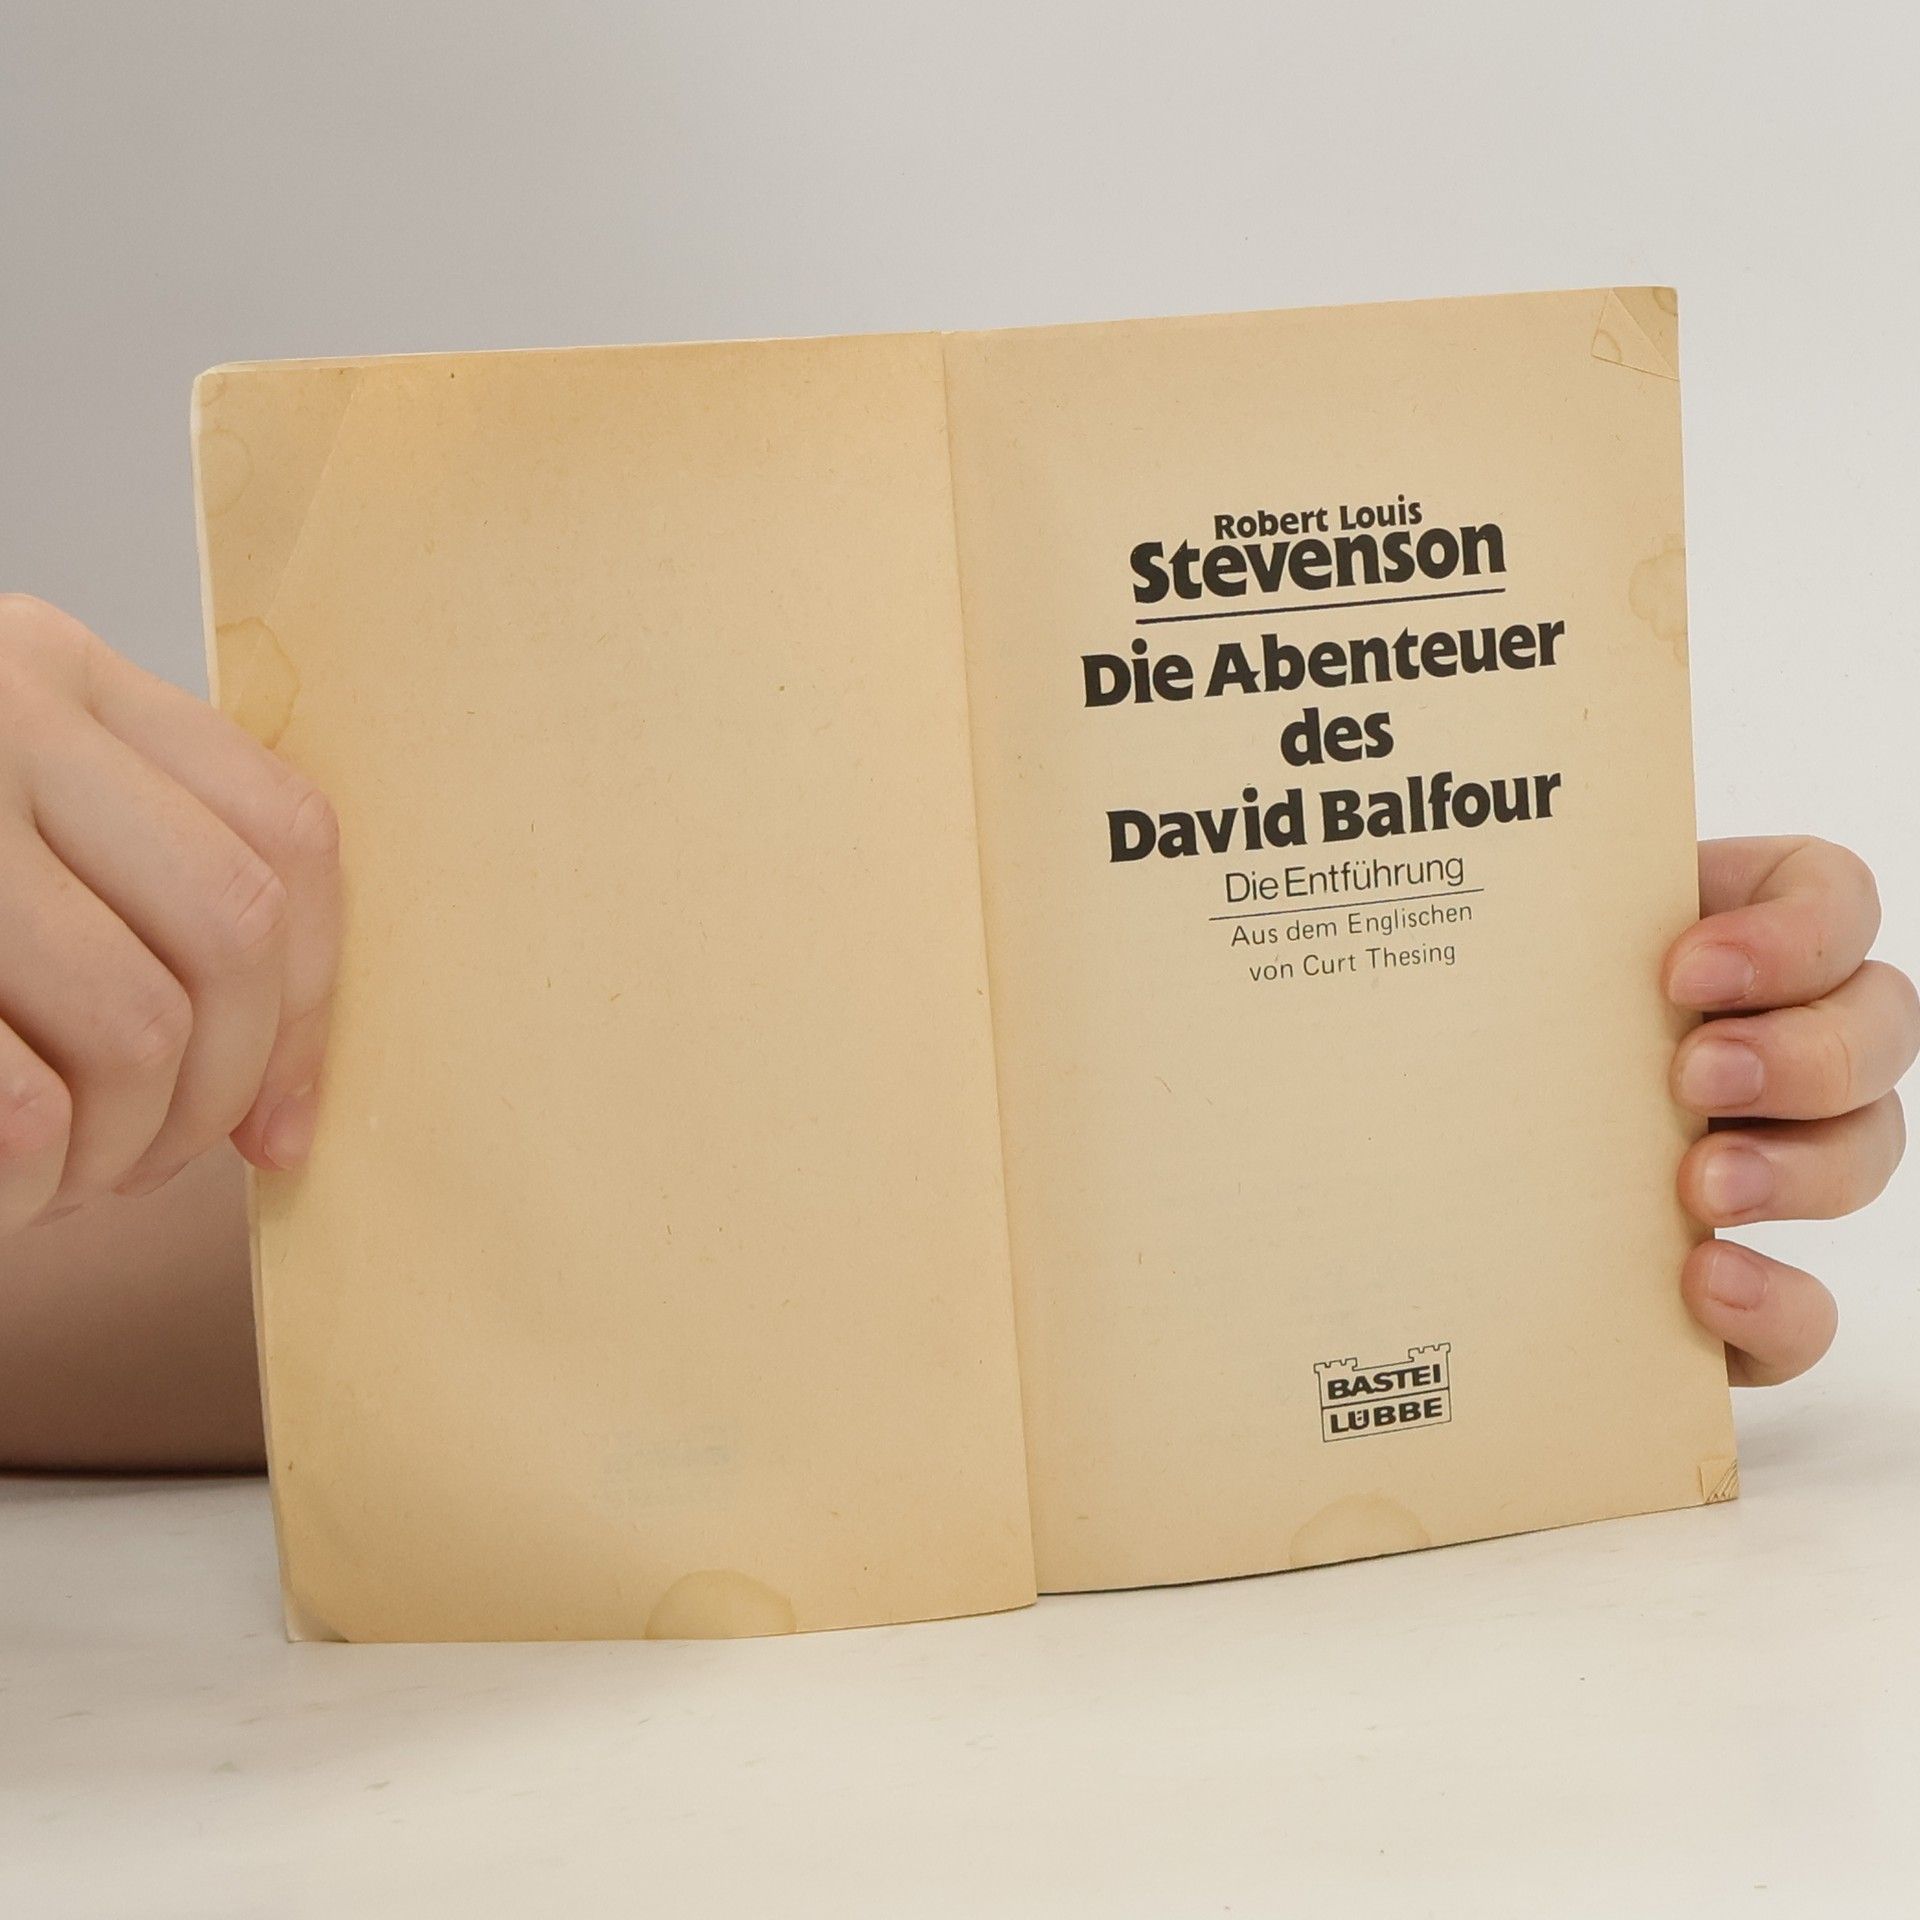 Robert Louis
Stevenson
Die Abenteuer
des
David Balfour
Die Entführung
Aus dem Englischen
von Curt Thesing
BASTEI
LÜBBE